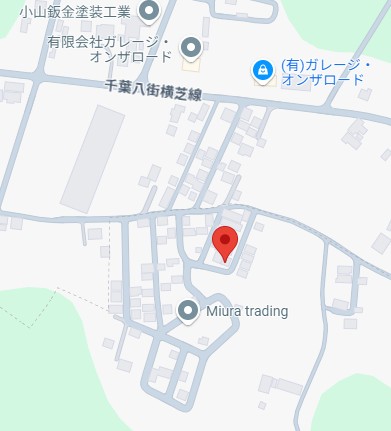 小山鈑金塗装工業
有限会社ガレージ・
オンザロード
(有)ガレージ・
オンザロード
千葉八街横芝線
Miura trading